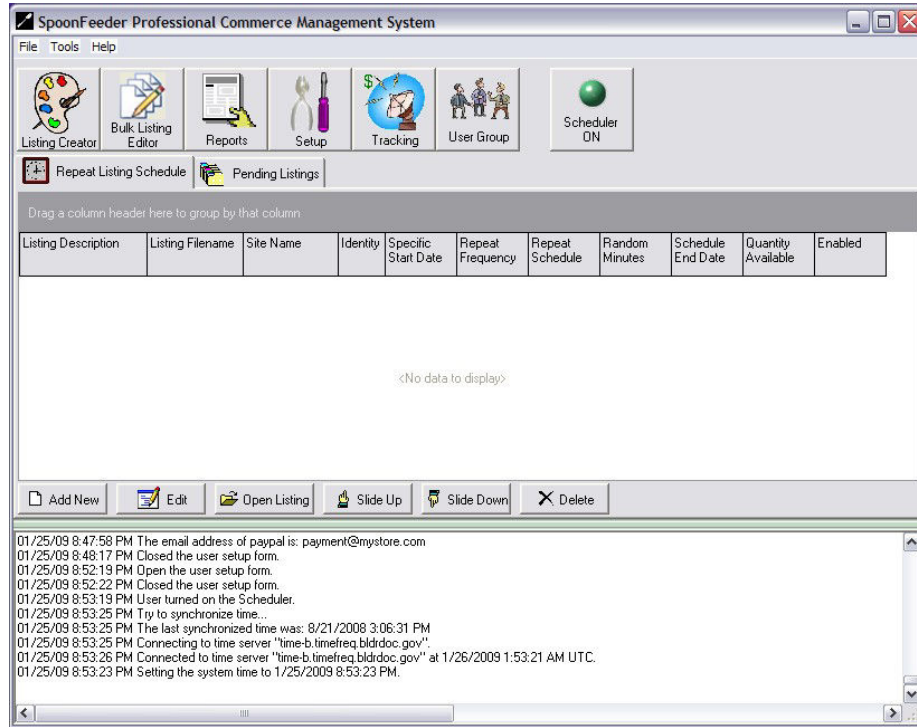 SpoonFeeder Professional Commerce Management System
File Tools Help
Listing Creator
Bulk Listing
Editor
Reports
Setup
Tracking
User Group
Scheduler
ON
Repeat Listing Schedule
Pending Listings
Drag a column header here to group by that column
Listing Description Listing Filename Site Name Identity Specific Start Date Repeat Frequency Repeat Schedule Random Minutes Schedule End Date Quantity Available Enabled
<No data to display>
Add New Edit Open Listing Slide Up Slide Down Delete
01/25/09 8:47:58 PM The email address of paypal is: payment@mystore.com
01/25/09 8:48:17 PM Closed the user setup form.
01/25/09 8:52:19 PM Open the user setup form.
01/25/09 8:52:22 PM Closed the user setup form.
01/25/09 8:53:19 PM User turned on the Scheduler.
01/25/09 8:53:25 PM Try to synchronize time...
01/25/09 8:53:25 PM The last synchronized time was: 8/21/2008 3:06:31 PM
01/25/09 8:53:25 PM Connecting to time server "time-b.timefreq.bldrdoc.gov".
01/25/09 8:53:26 PM Connected to time server "time-b.timefreq.bldrdoc.gov" at 1/26/2009 1:53:21 AM UTC.
01/25/09 8:53:23 PM Setting the system time to 1/25/2009 8:53:23 PM.